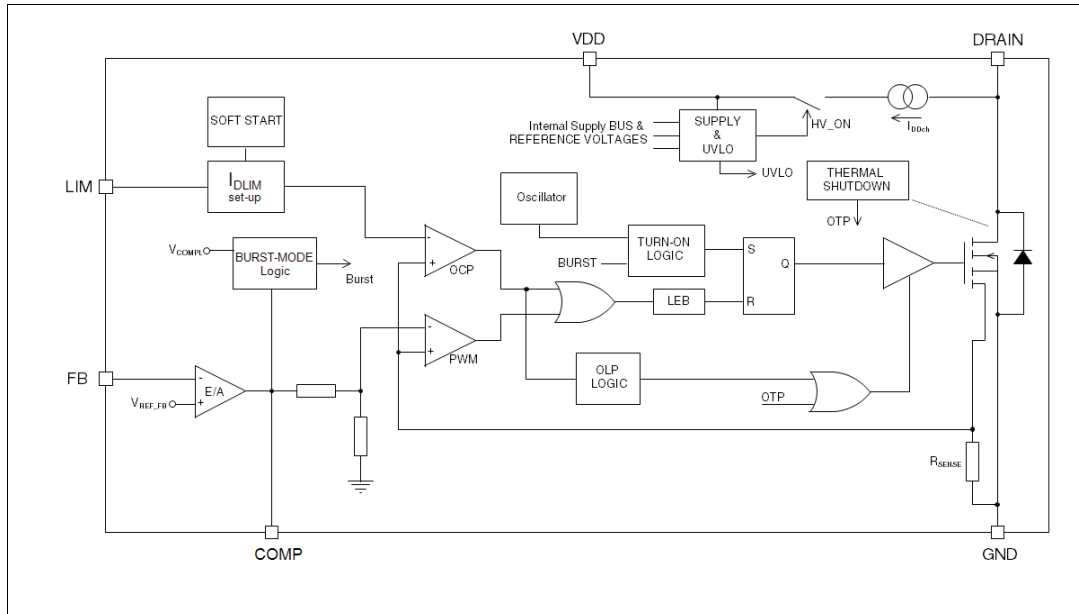 VDD
DRAIN
SOFT START
Internal Supply BUS &
REFERENCE VOLTAGES
SUPPLY
&
UVLO
HV_ON
IDDch
LIM
IDLIM
set-up
UVLO
THERMAL
SHUTDOWN
OTP
Oscillator
VCOMPL
BURST-MODE
Logic
Burst
-
+
OCP
TURN-ON
LOGIC
BURST
S
Q
R
LEB
-
+
PWM
FB
-
E/A
VREF_FB
+
OLP
LOGIC
OTP
RSENSE
COMP
GND